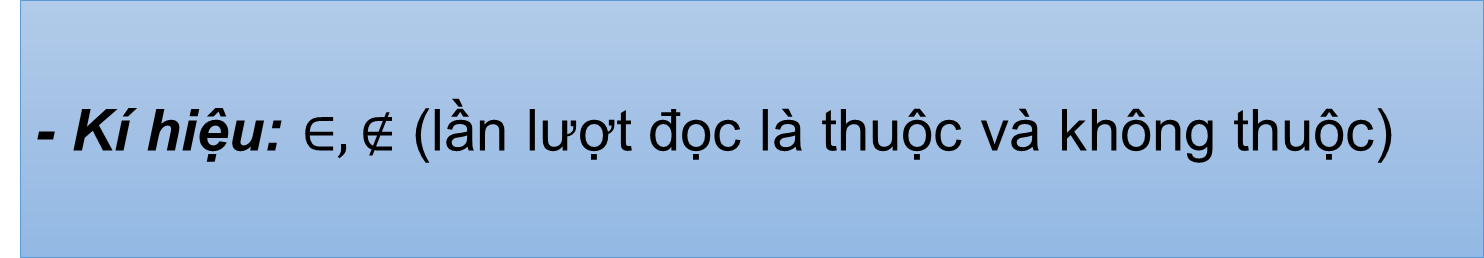 - Kí hiệu: ∈, ∉ (lần lượt đọc là thuộc và không thuộc)